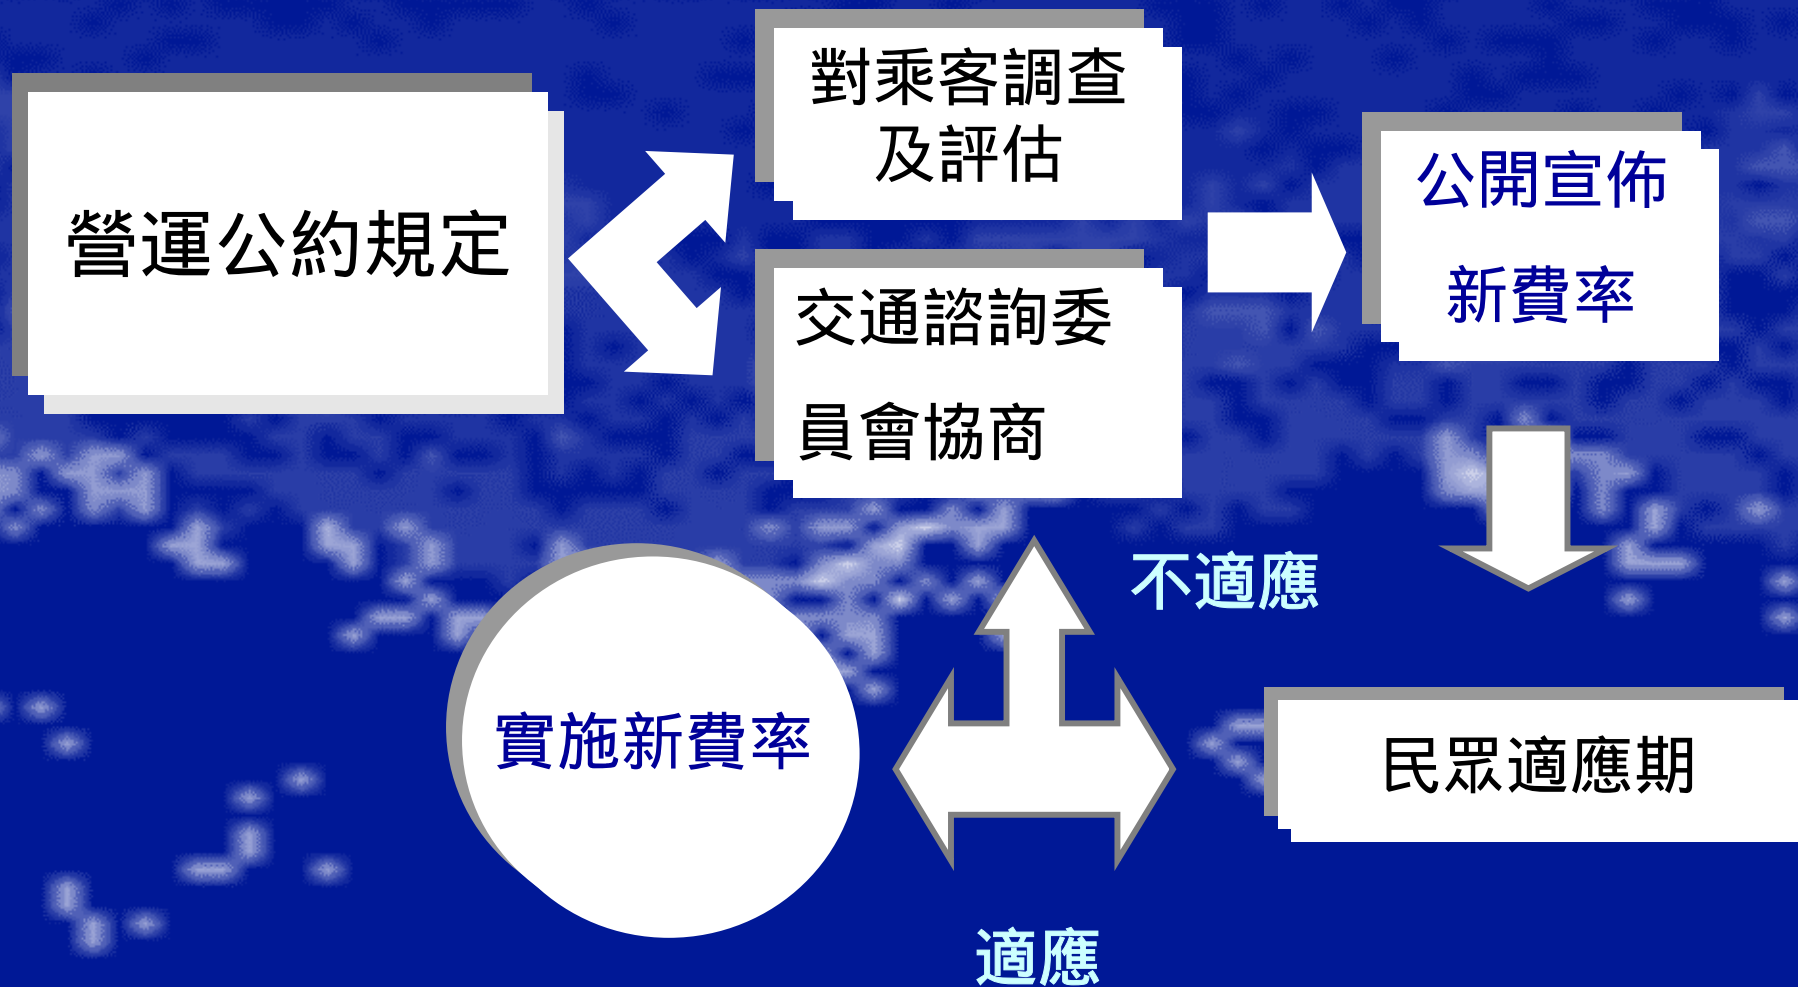 對乘客調查
及評估
營運公約規定
公開宣佈
新費率
交通諮詢委
員會協商
不適應
實施新費率
民眾適應期
適應